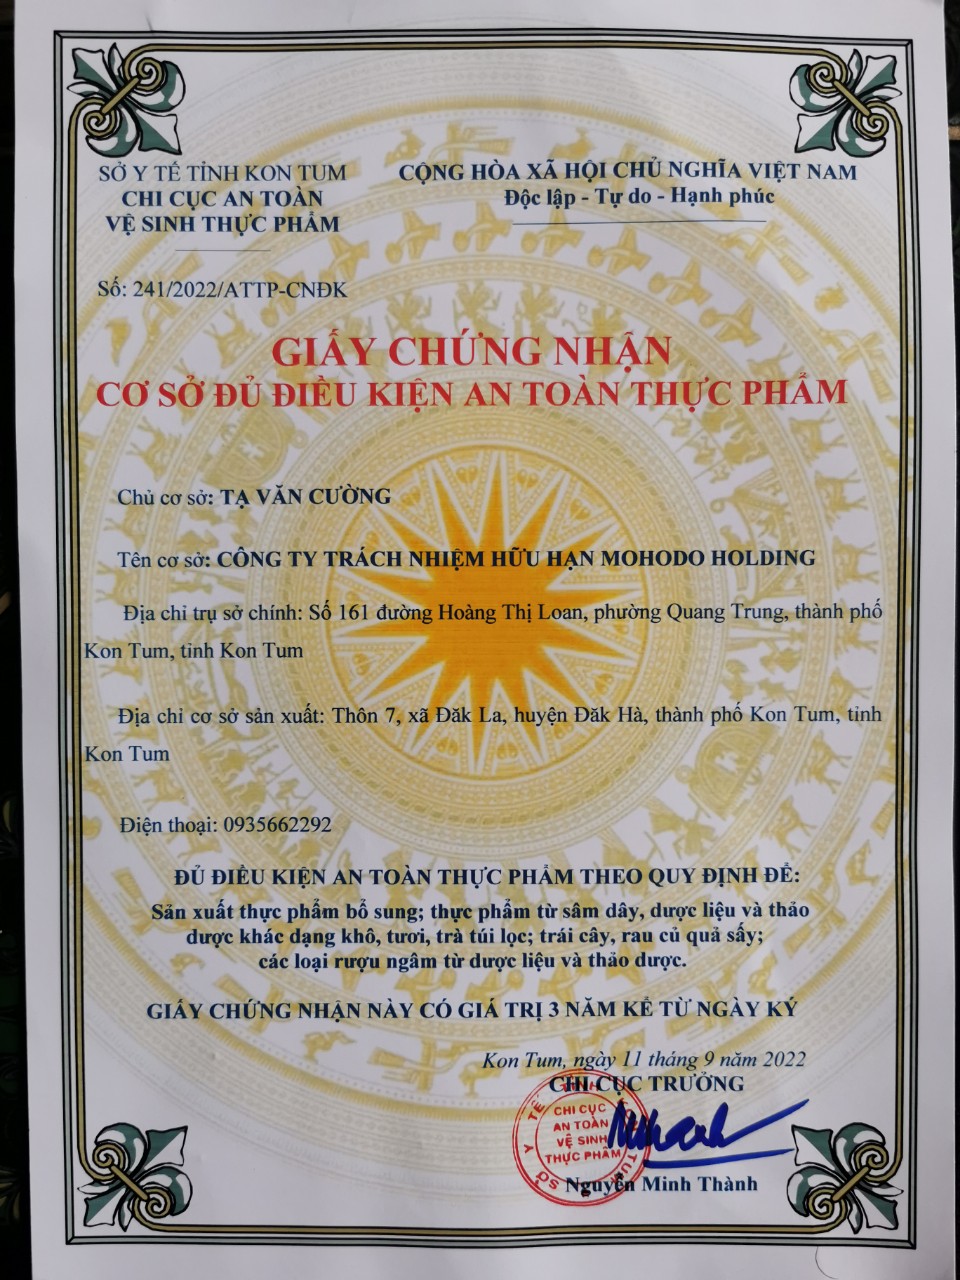 SỞ Y TẾ TỈNH KON TUM
CHI CỤC AN TOÀN
VỆ SINH THỰC PHẨM
CỘNG HÒA XÃ HỘI CHỦ NGHĨA VIỆT NAM
Độc lập - Tự do - Hạnh phúc
Số: 241/2022/ATTP-CNĐK
GIẤY CHỨNG NHẬN
CƠ SỞ ĐỦ ĐIỀU KIỆN AN TOÀN THỰC PHẨM
Chủ cơ sở: TẠ VĂN CƯỜNG
Tên cơ sở: CÔNG TY TRÁCH NHIỆM HỮU HẠN MOHODO HOLDING
Địa chỉ trụ sở chính: Số 161 đường Hoàng Thị Loan, phường Quang Trung, thành phố
Kon Tum, tỉnh Kon Tum
Địa chỉ cơ sở sản xuất: Thôn 7, xã Đăk La, huyện Đăk Hà, thành phố Kon Tum, tỉnh
Kon Tum
Điện thoại: 0935662292
ĐỦ ĐIỀU KIỆN AN TOÀN THỰC PHẨM THEO QUY ĐỊNH ĐỂ:
Sản xuất thực phẩm bổ sung; thực phẩm từ sâm dây, dược liệu và thảo
dược khác dạng khô, tươi, trà túi lọc; trái cây, rau củ quả sấy;
các loại rượu ngâm từ dược liệu và thảo dược.
GIẤY CHỨNG NHẬN NÀY CÓ GIÁ TRỊ 3 NĂM KỂ TỪ NGÀY KÝ
Kon Tum, ngày 11 tháng 9 năm 2022
CHI CỤC TRƯỞNG
CHI CỤC
AN TOÀN
VỆ SINH
THỰC PHẨM
SỞ Y TẾ
Nguyễn Minh Thành